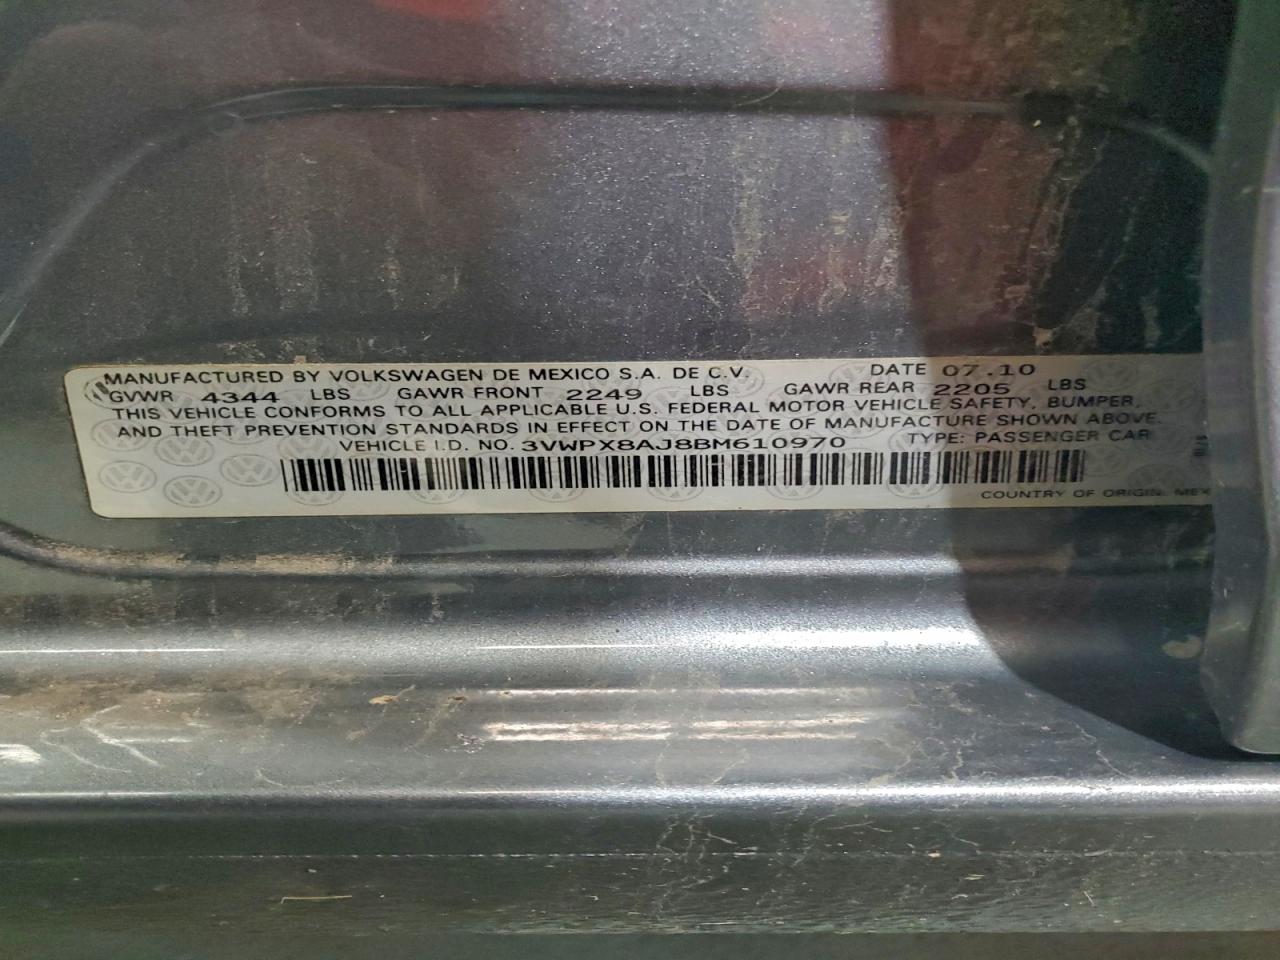 MANUFACTURED BY VOLKSWAGEN DE MEXICO S.A. DE C.V. DATE 07.10
GVWR 4344 LBS GAWR FRONT 2249 LBS GAWR REAR 2205 LBS
THIS VEHICLE CONFORMS TO ALL APPLICABLE U.S. FEDERAL MOTOR VEHICLE SAFETY, BUMPER,
AND THEFT PREVENTION STANDARDS IN EFFECT ON THE DATE OF MANUFACTURE SHOWN ABOVE.
VEHICLE I.D. NO. 3VWPX8AJ8BM610970 TYPE: PASSENGER CAR
COUNTRY OF ORIGIN: MEX